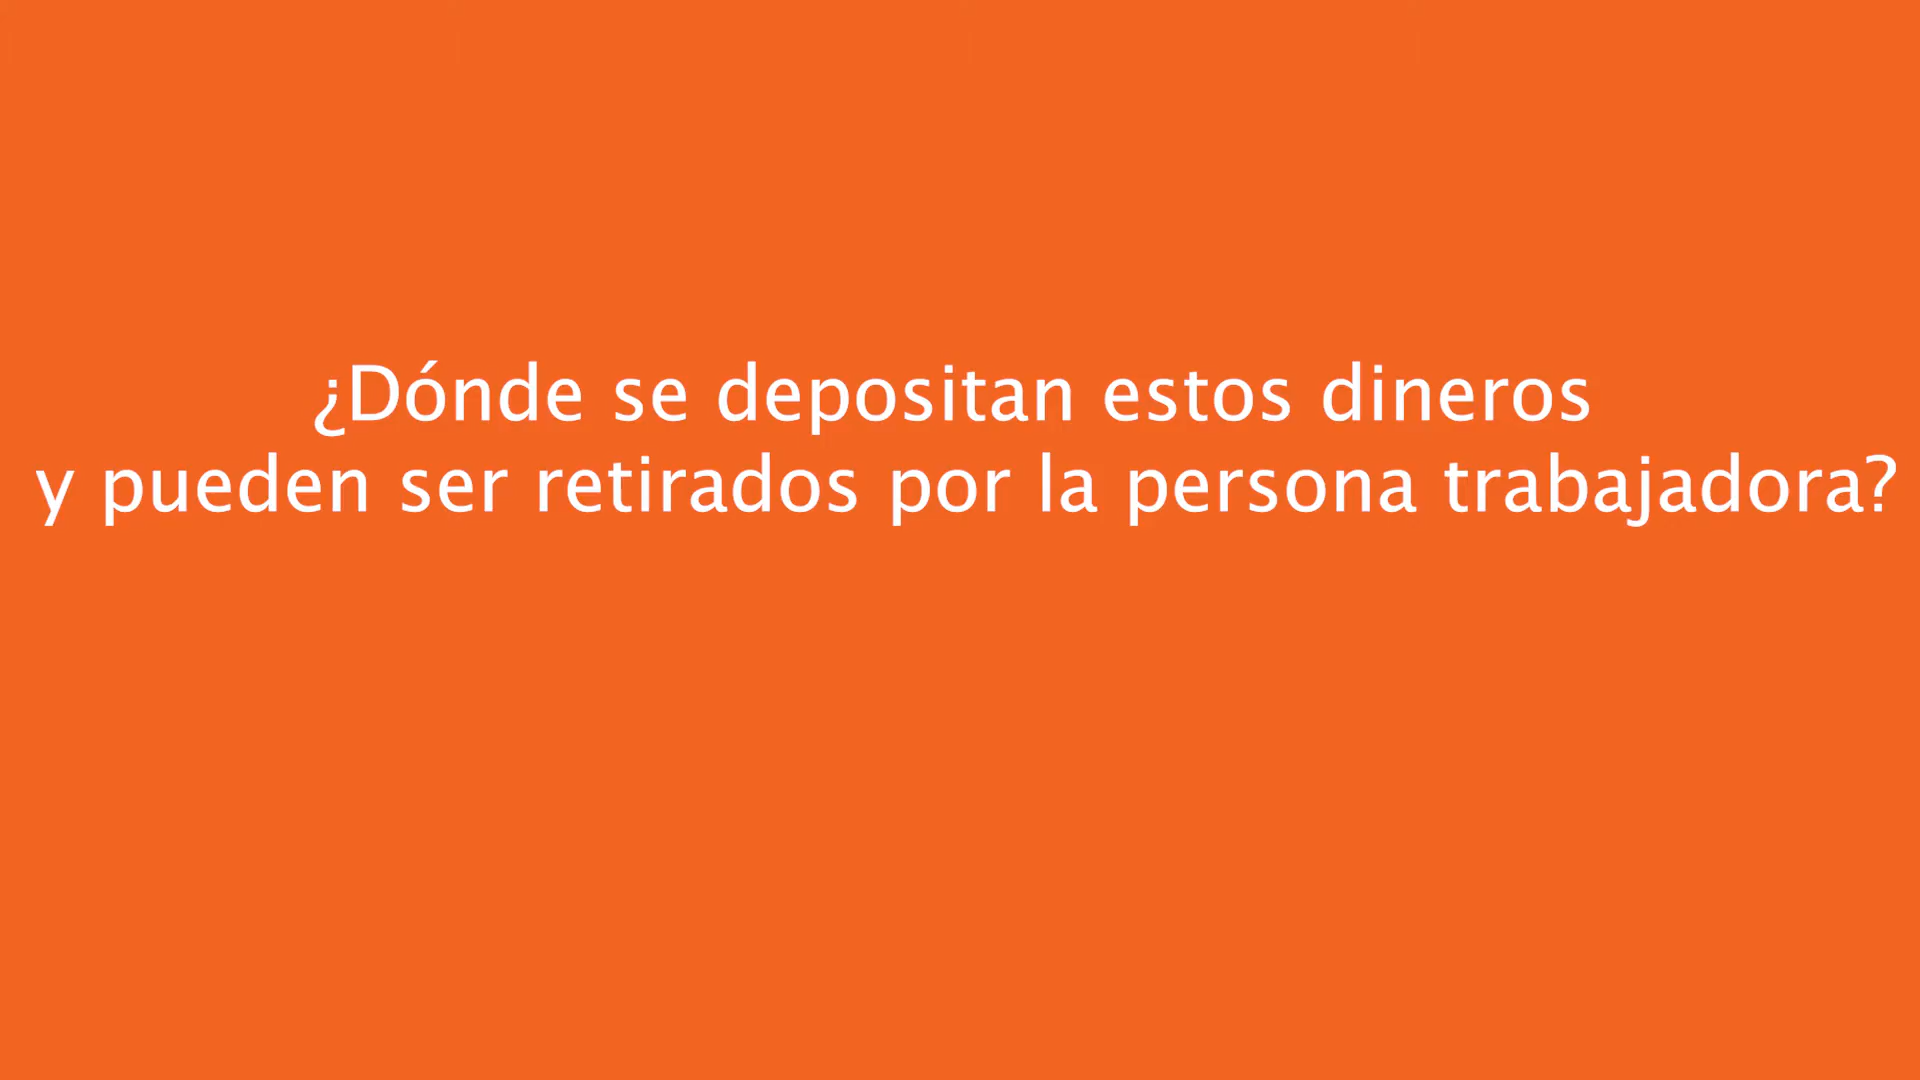 ¿Dónde se depositan estos dineros
y pueden ser retirados por la persona trabajadora?